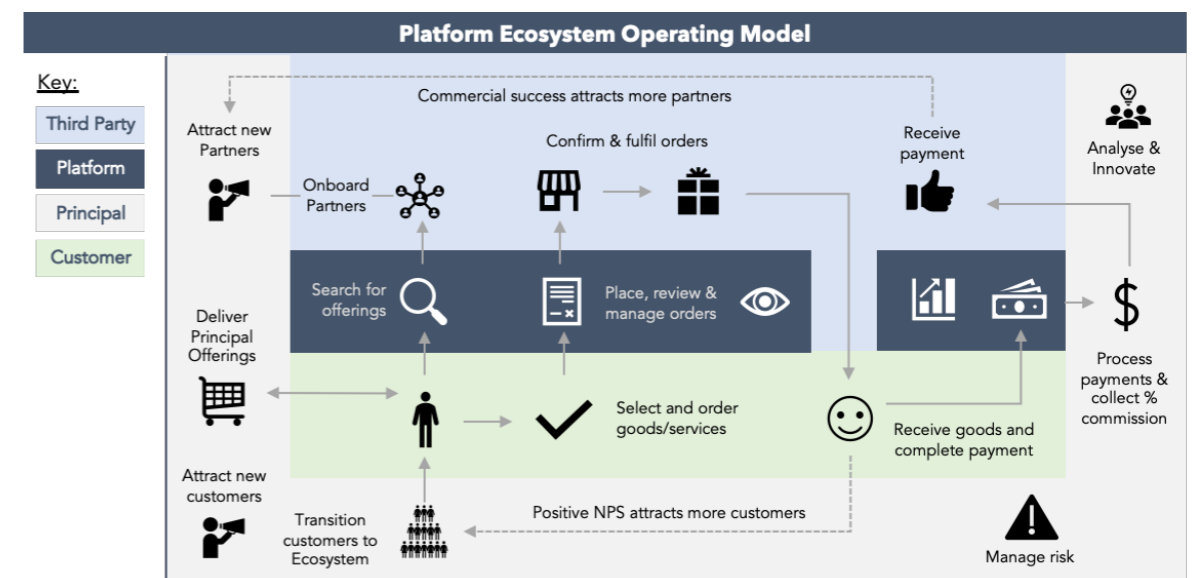 Platform Ecosystem Operating Model
Key:
Third Party
Platform
Principal
Customer
Commercial success attracts more partners
Attract new
Partners
Onboard
Partners
Confirm & fulfil orders
Receive
payment
Analyse &
Innovate
Search for
offerings
Place, review &
manage orders
Deliver
Principal
Offerings
Process
payments &
collect %
commission
Select and order
goods/services
Receive goods and
complete payment
Attract new
customers
Transition
customers to
Ecosystem
Positive NPS attracts more customers
Manage risk